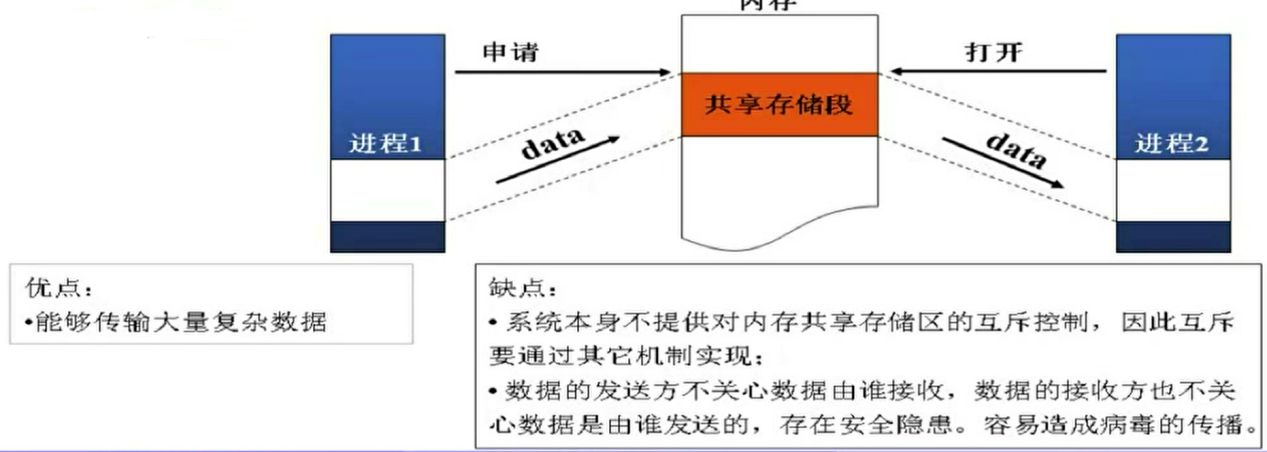 内存
申请
打开
共享存储段
进程1
data
data
进程2
优点：
•能够传输大量复杂数据
缺点：
• 系统本身不提供对内存共享存储区的互斥控制，因此互斥
要通过其它机制实现；
• 数据的发送方不关心数据由谁接收，数据的接收方也不关
心数据是由谁发送的，存在安全隐患。容易造成病毒的传播。